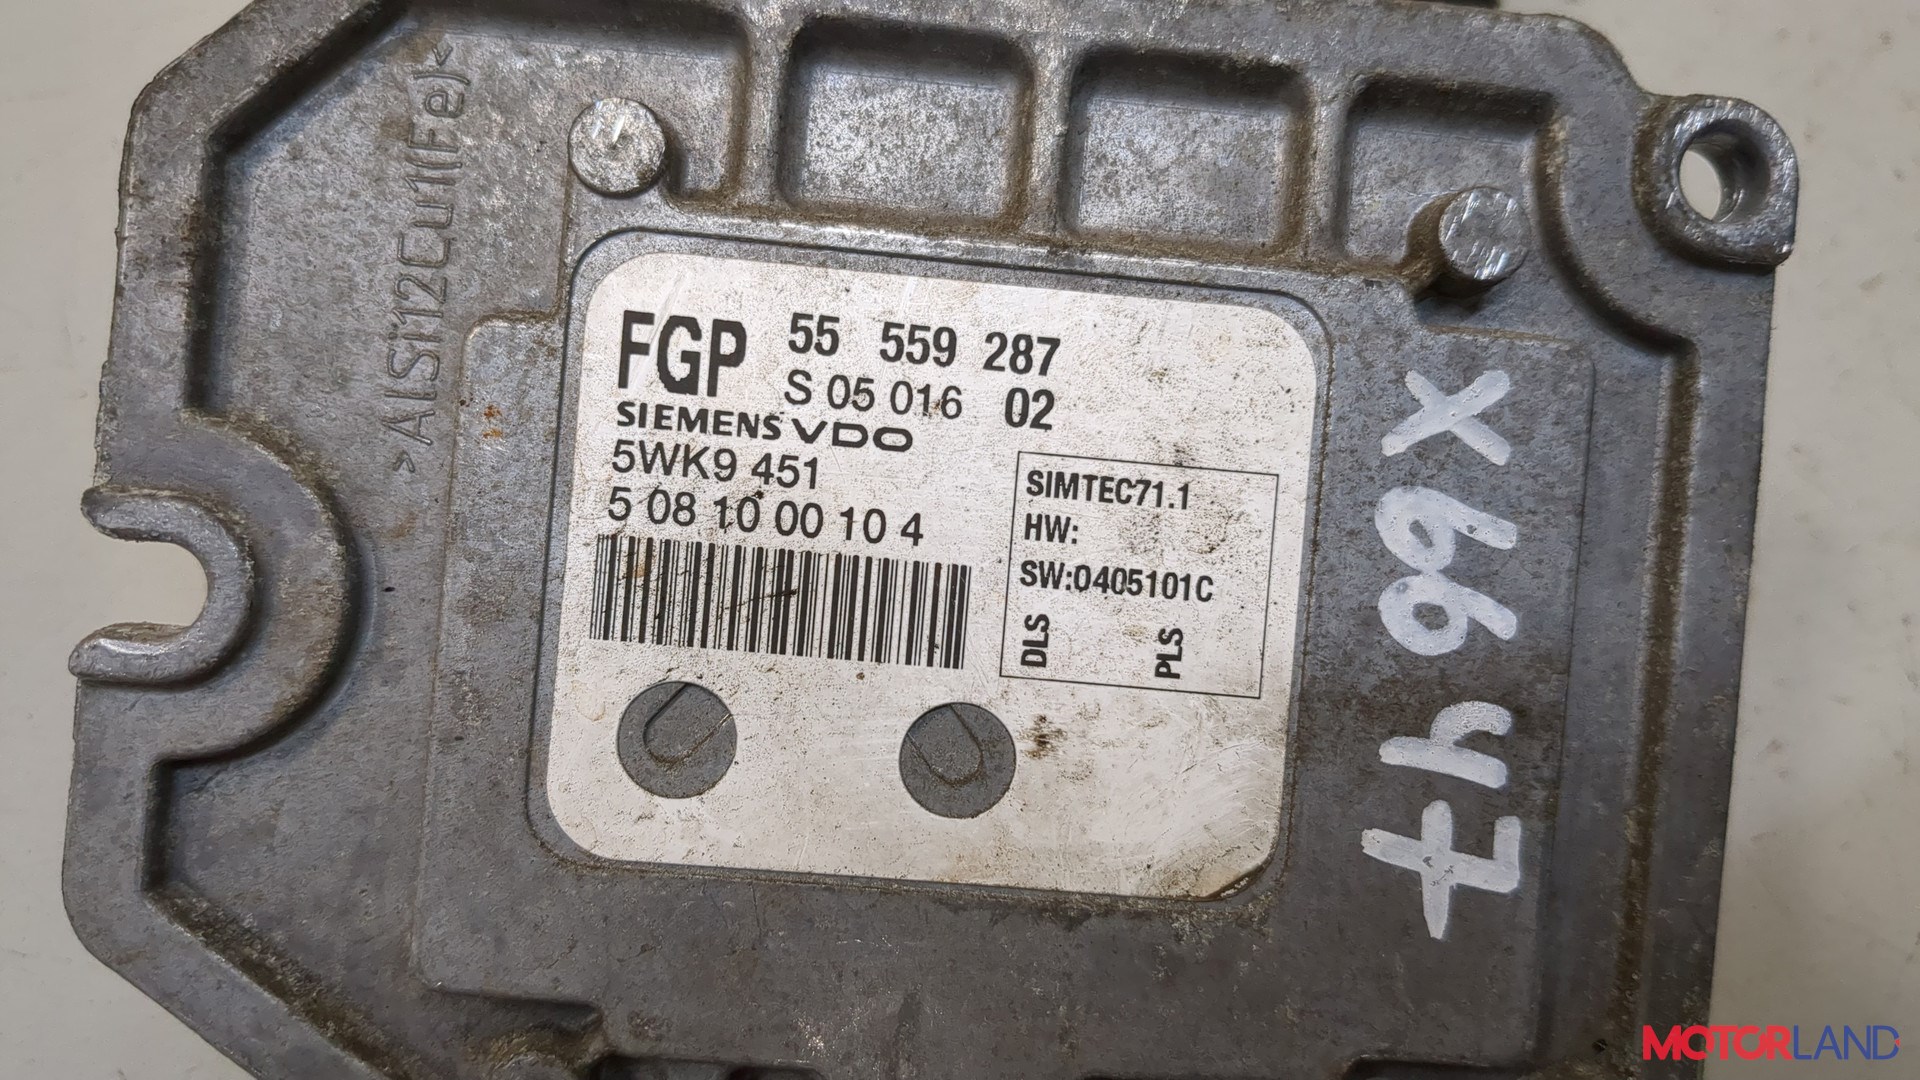 >AlSi12Cu1(Fe)<
FGP 55 559 287
S 05 016 02
SIEMENS VDO
5WK9 451
5 08 10 00 10 4
SIMTEC71.1
HW:
SW:0405101C
DLS PLS
X6647
MOTORLAND